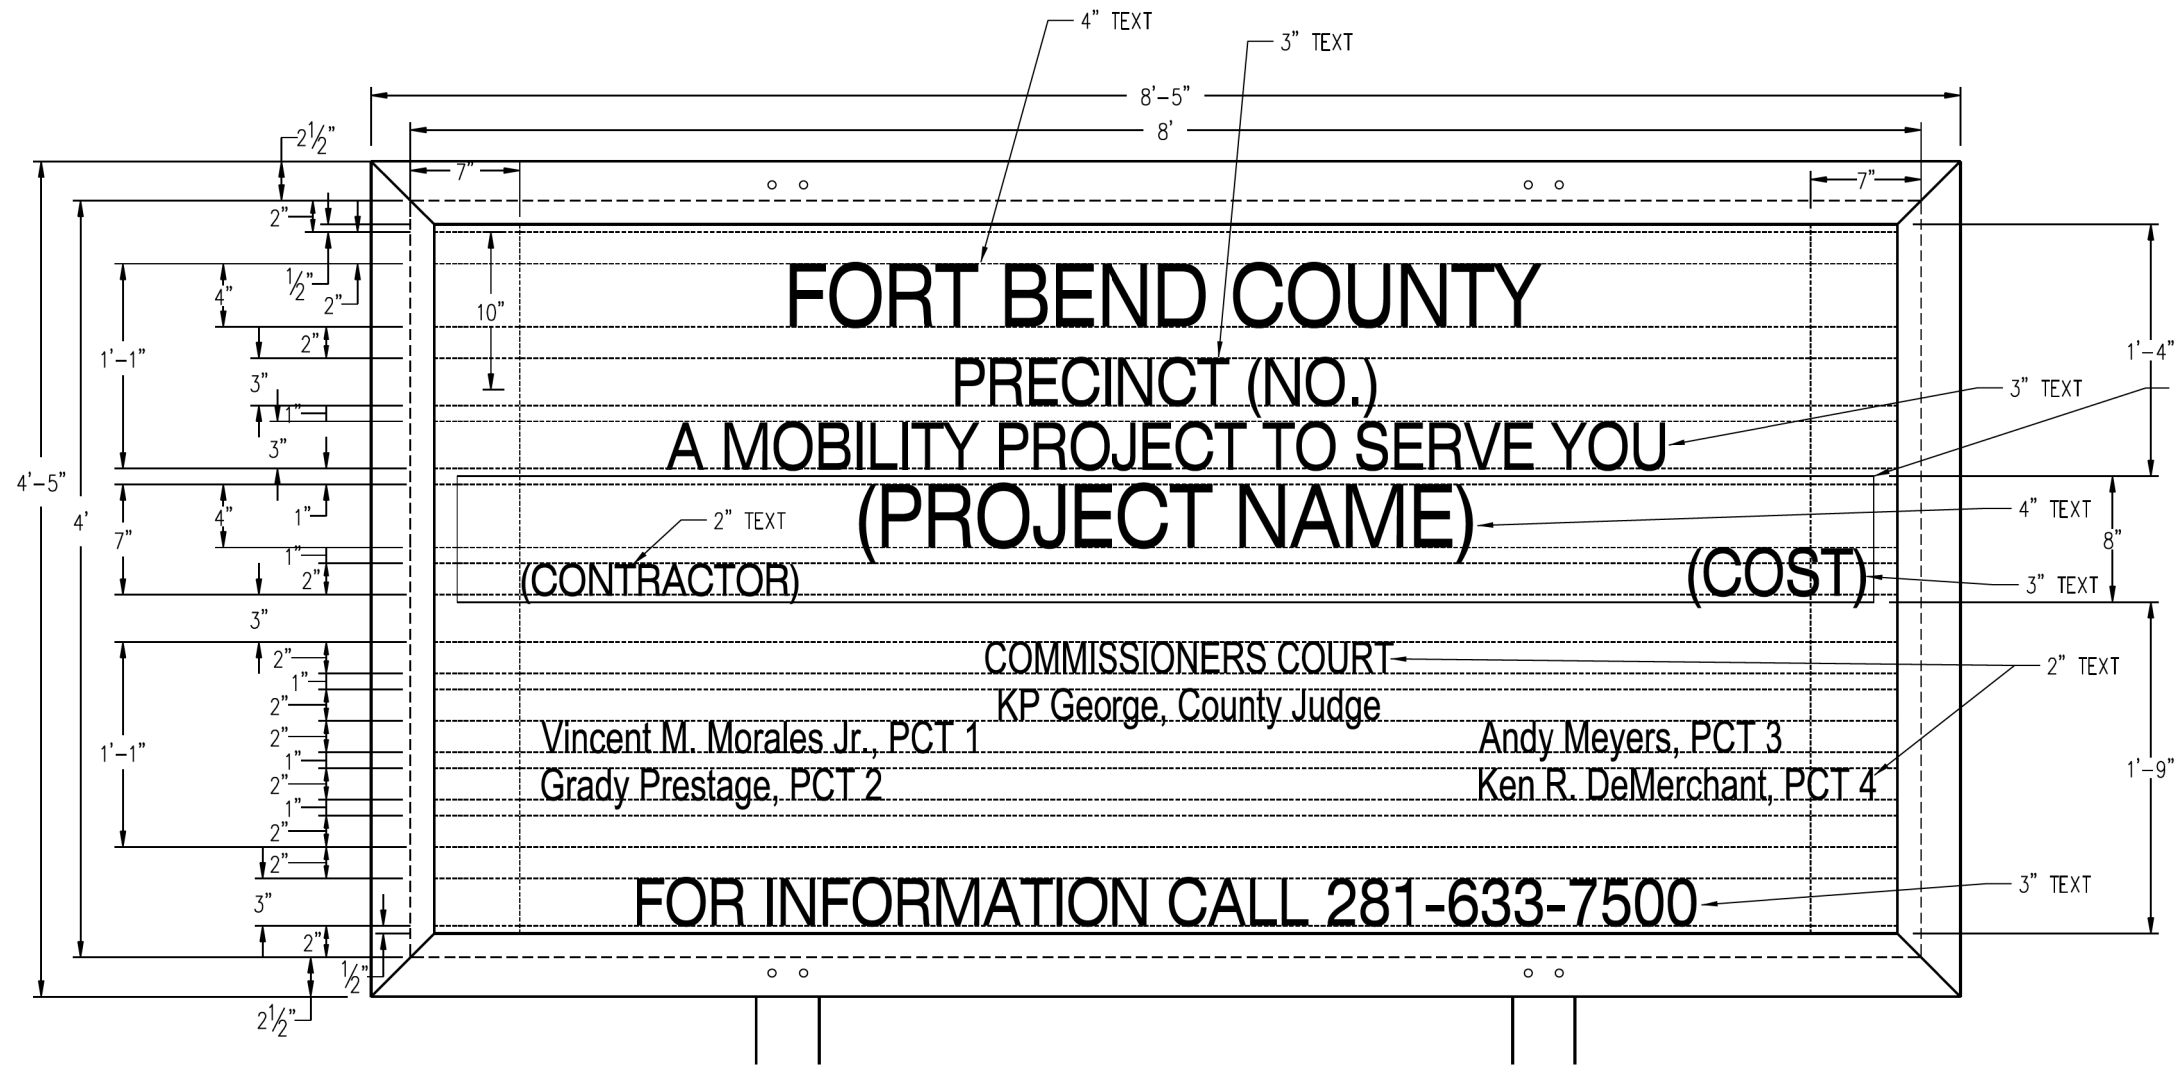 4" TEXT
3" TEXT
8'-5"
8'
2½"
7"
7"
2"
½"
2"
4"
10"
FORT BEND COUNTY
2"
1'-1"
1'-4"
PRECINCT (NO.)
3"
3" TEXT
1"
A MOBILITY PROJECT TO SERVE YOU
3"
4'-5"
4'
(PROJECT NAME)
4" TEXT
4"
1"
2" TEXT
7"
8"
1"
(CONTRACTOR)
(COST)
2"
3" TEXT
3"
COMMISSIONERS COURT
2"
2" TEXT
1"
KP George, County Judge
2"
Vincent M. Morales Jr., PCT 1
Andy Meyers, PCT 3
2"
1'-1"
1"
1'-9"
Grady Prestage, PCT 2
Ken R. DeMerchant, PCT 4
2"
1"
2"
2"
FOR INFORMATION CALL 281-633-7500
3" TEXT
3"
2"
½"
2½"